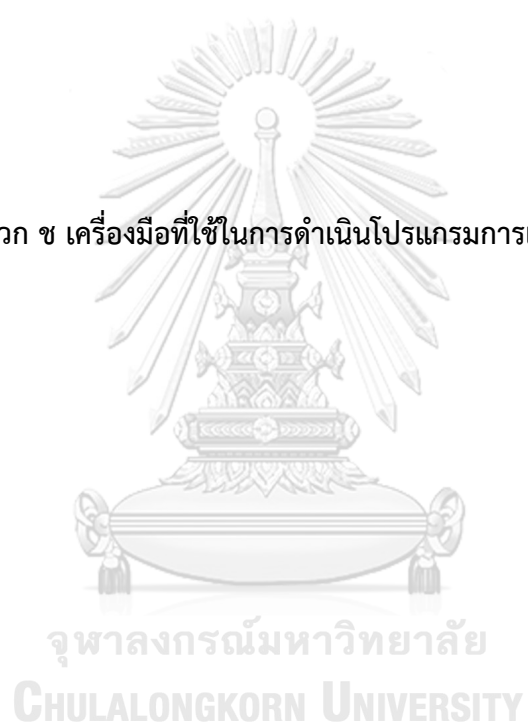 วก ช เครื่องมือที่ใช้ในการดำเนินโปรแกรมการเ
จุฬาลงกรณ์มหาวิทยาลัย
CHULALONGKORN UNIVERSITY